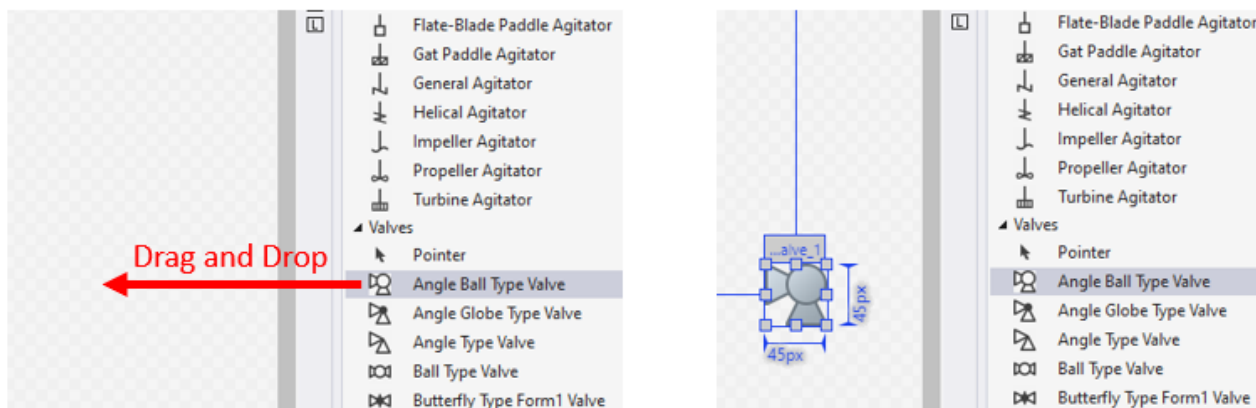 L
Flate-Blade Paddle Agitator
Gat Paddle Agitator
General Agitator
Helical Agitator
Impeller Agitator
Propeller Agitator
Turbine Agitator
Valves
Pointer
Drag and Drop
Angle Ball Type Valve
Angle Globe Type Valve
Angle Type Valve
Ball Type Valve
Butterfly Type Form1 Valve
L
Flate-Blade Paddle Agitator
Gat Paddle Agitator
General Agitator
Helical Agitator
Impeller Agitator
Propeller Agitator
Turbine Agitator
Valves
Pointer
...alve_1
45px
45px
Angle Ball Type Valve
Angle Globe Type Valve
Angle Type Valve
Ball Type Valve
Butterfly Type Form1 Valve